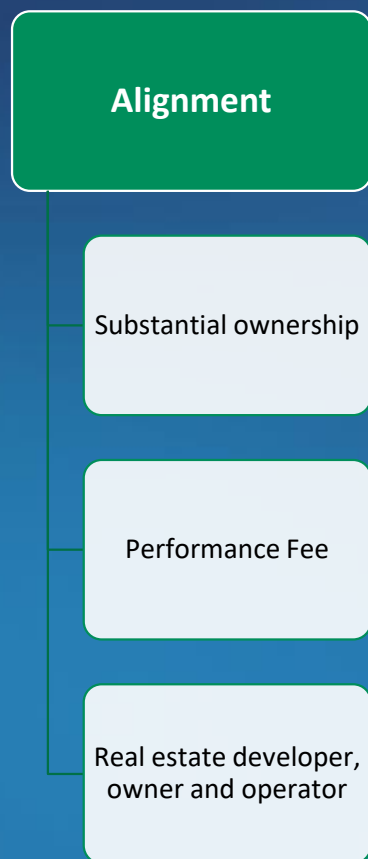 Alignment
Substantial ownership
Performance Fee
Real estate developer,
owner and operator